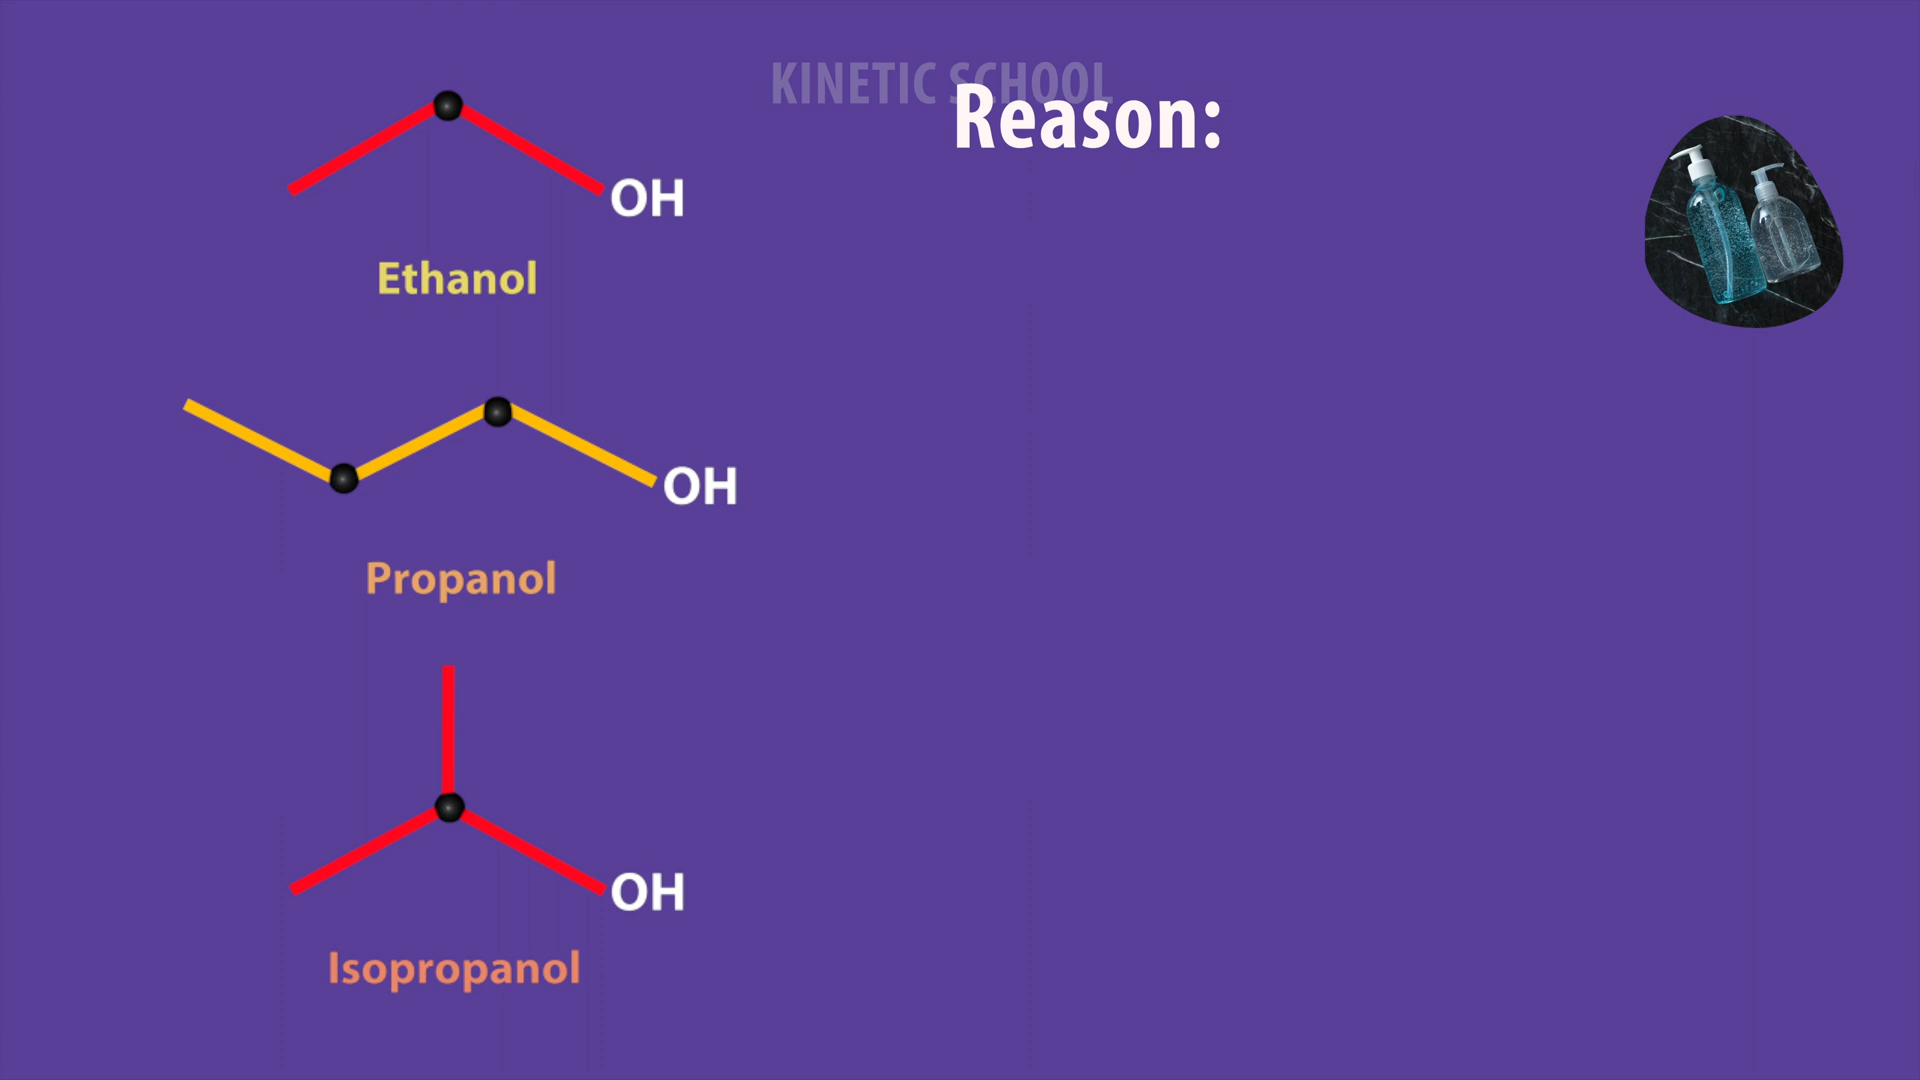 KINETIC SCHOOL
Reason:
OH
Ethanol
OH
Propanol
OH
Isopropanol